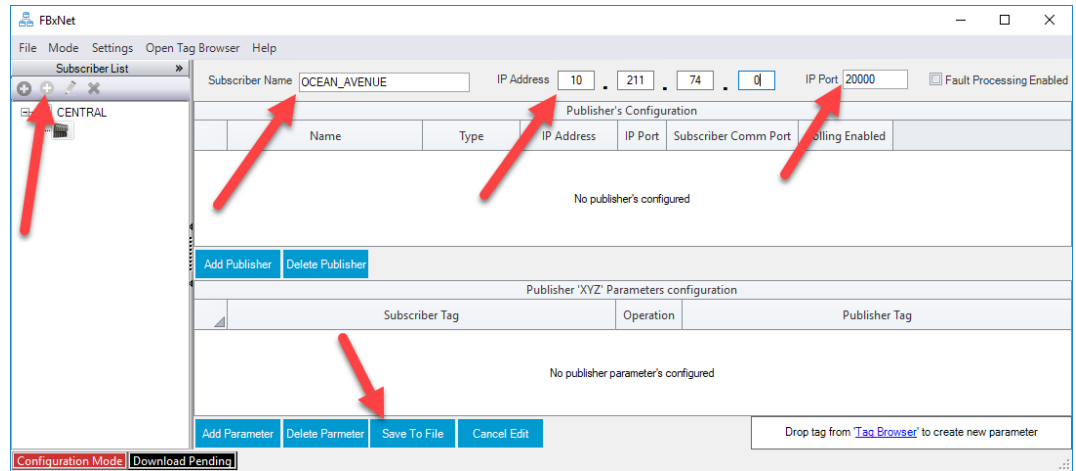 FBxNet
File Mode Settings Open Tag Browser Help
Subscriber List »
Subscriber Name OCEAN_AVENUE IP Address 10 . 211 . 74 . 0 IP Port 20000 Fault Processing Enabled
CENTRAL
Publisher's Configuration
Name Type IP Address IP Port Subscriber Comm Port Polling Enabled
No publisher's configured
Add Publisher Delete Publisher
Publisher 'XYZ' Parameters configuration
Subscriber Tag Operation Publisher Tag
No publisher parameter's configured
Add Parameter Delete Parmeter Save To File Cancel Edit Drop tag from 'Tag Browser' to create new parameter
Configuration Mode Download Pending